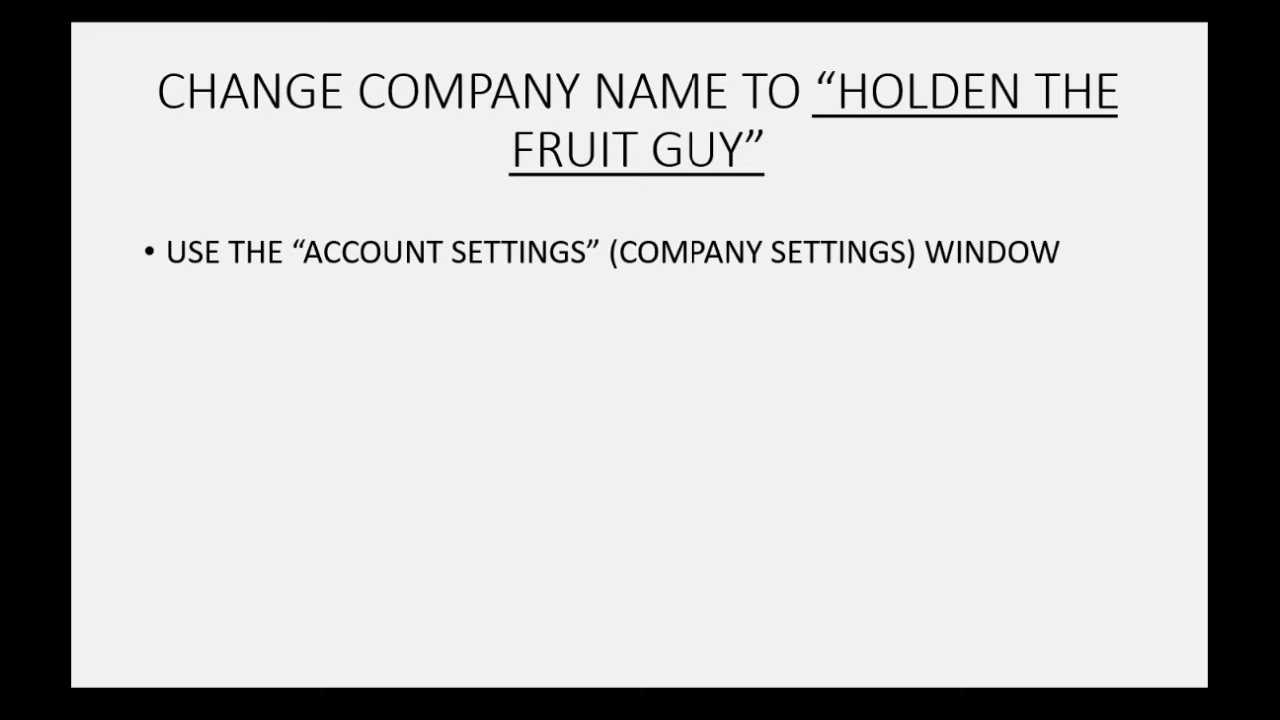 CHANGE COMPANY NAME TO “HOLDEN THE
FRUIT GUY”
• USE THE “ACCOUNT SETTINGS” (COMPANY SETTINGS) WINDOW